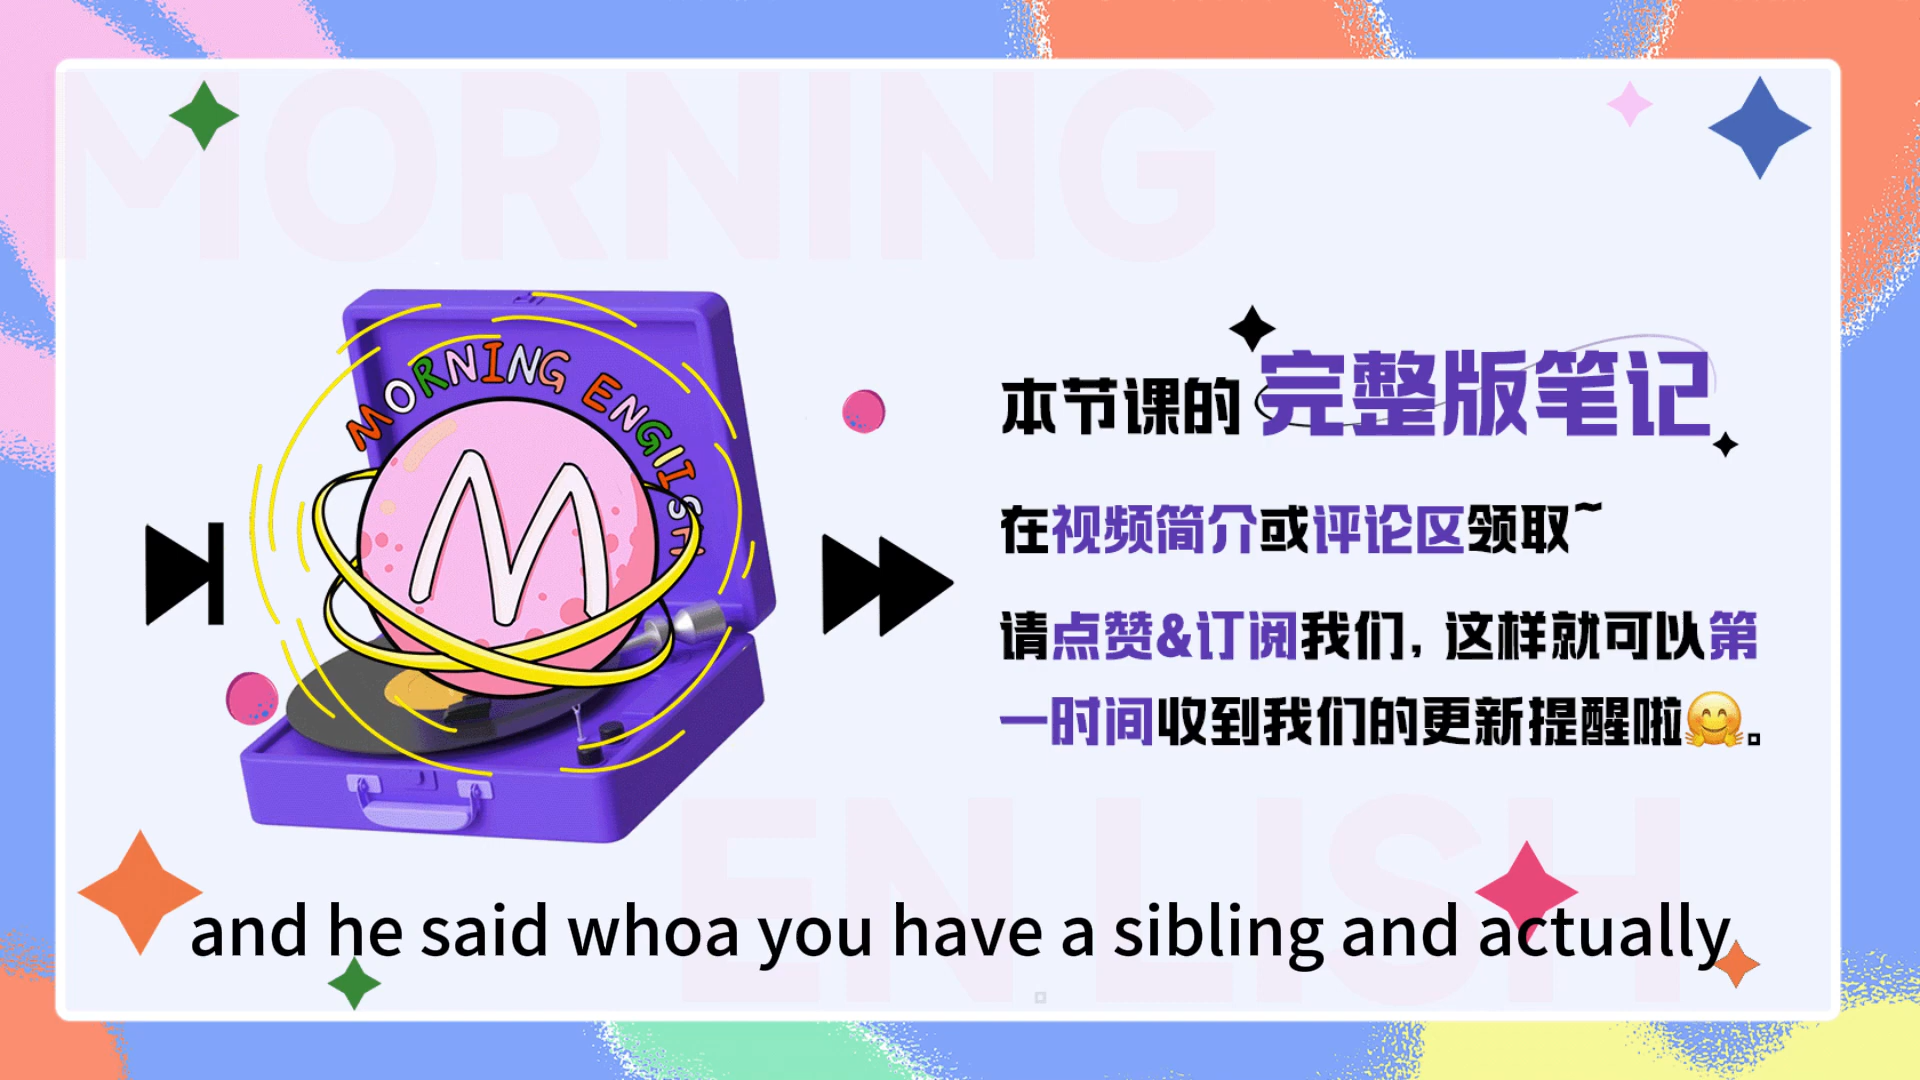 MORNING
MORNING ENGLISH
M
本节课的完整版笔记
在视频简介或评论区领取~
请点赞&订阅我们，这样就可以第
一时间收到我们的更新提醒啦🤗。
EN LISH
and he said whoa you have a sibling and actually